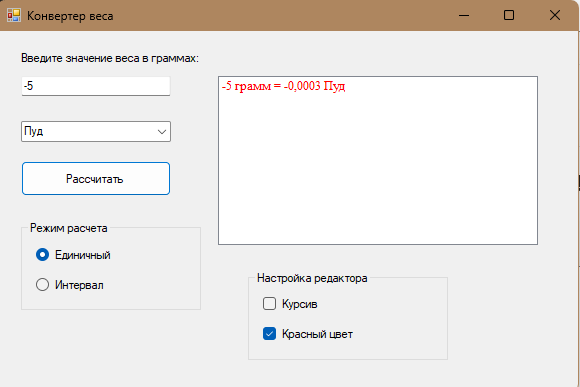 Конвертер веса
Введите значение веса в граммах:
-5
Пуд
Рассчитать
-5 грамм = -0,0003 Пуд
Режим расчета
Единичный
Интервал
Настройка редактора
Курсив
Красный цвет